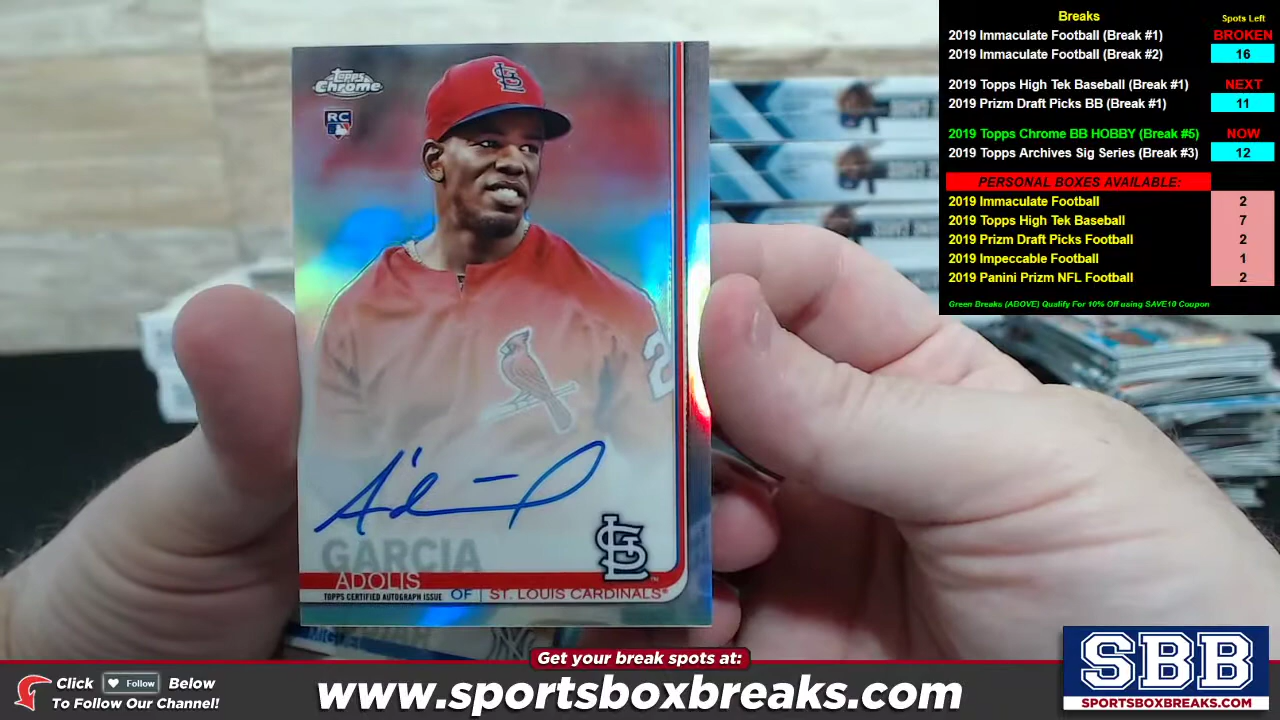 Topps
Chrome
RC
2
GARCIA
ADOLIS
TOPPS CERTIFIED AUTOGRAPH ISSUE OF ST. LOUIS CARDINALS
Breaks Spots Left
2019 Immaculate Football (Break #1) BROKEN
2019 Immaculate Football (Break #2) 16
2019 Topps High Tek Baseball (Break #1) NEXT
2019 Prizm Draft Picks BB (Break #1) 11
2019 Topps Chrome BB HOBBY (Break #5) NOW
2019 Topps Archives Sig Series (Break #3) 12
PERSONAL BOXES AVAILABLE:
2019 Immaculate Football 2
2019 Topps High Tek Baseball 7
2019 Prizm Draft Picks Football 2
2019 Impeccable Football 1
2019 Panini Prizm NFL Football 2
Green Breaks (ADOVE) Qualify For 10% Off using SAVE10 Coupon
Get your break spots at:
Click Follow Below
To Follow Our Channel!
www.sportsboxbreaks.com
SBB
SPORTSBOXBREAKS.COM